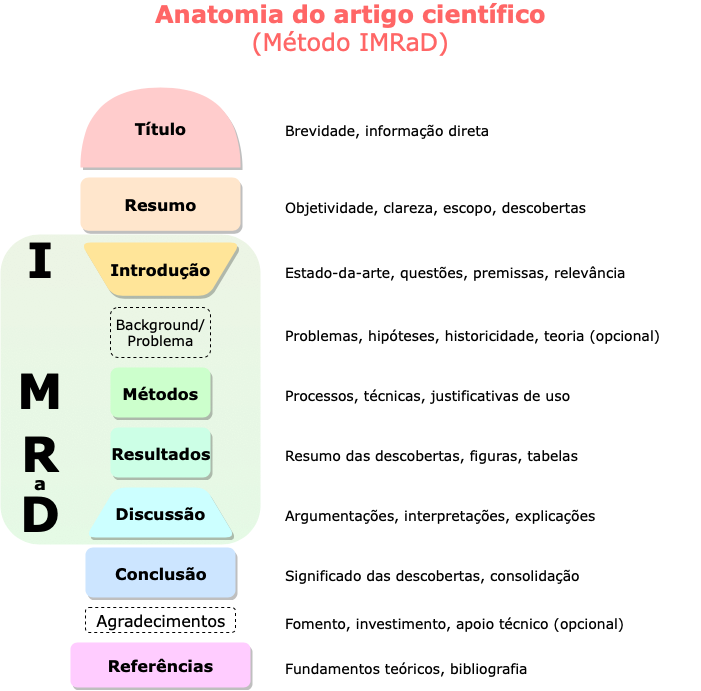 Anatomia do artigo científico
(Método IMRaD)
Título
Brevidade, informação direta
Resumo
Objetividade, clareza, escopo, descobertas
I
Introdução
Estado-da-arte, questões, premissas, relevância
Background/
Problema
Problemas, hipóteses, historicidade, teoria (opcional)
M
Métodos
Processos, técnicas, justificativas de uso
R
Resultados
Resumo das descobertas, figuras, tabelas
a
D
Discussão
Argumentações, interpretações, explicações
Conclusão
Significado das descobertas, consolidação
Agradecimentos
Fomento, investimento, apoio técnico (opcional)
Referências
Fundamentos teóricos, bibliografia